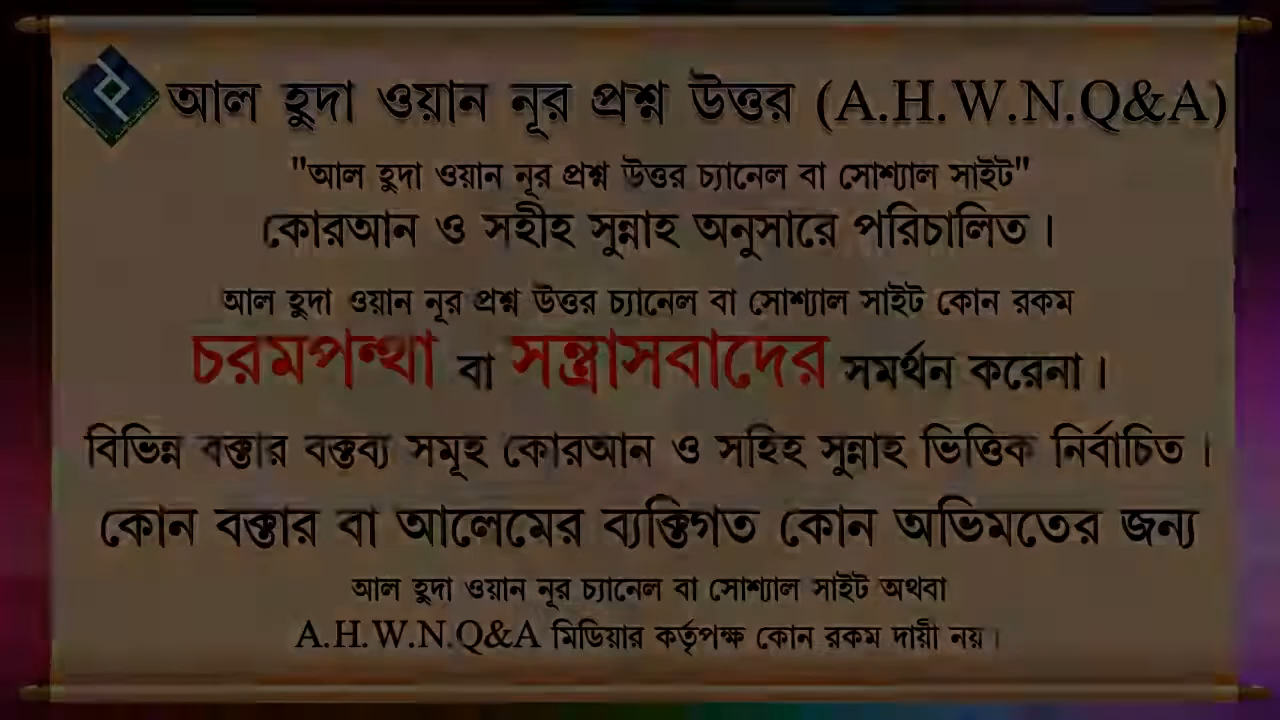 আল হুদা ওয়ান নূর প্রশ্ন উত্তর (A.H.W.N.Q&A)
"আল হুদা ওয়ান নূর প্রশ্ন উত্তর চ্যানেল বা সোশ্যাল সাইট"
কোরআন ও সহীহ সুন্নাহ অনুসারে পরিচালিত।
আল হুদা ওয়ান নূর প্রশ্ন উত্তর চ্যানেল বা সোশ্যাল সাইট কোন রকম
চরমপন্থা বা সন্ত্রাসবাদের সমর্থন করেনা।
বিভিন্ন বক্তার বক্তব্য সমূহ কোরআন ও সহিহ সুন্নাহ ভিত্তিক নির্বাচিত।
কোন বক্তার বা আলেমের ব্যক্তিগত কোন অভিমতের জন্য
আল হুদা ওয়ান নূর চ্যানেল বা সোশ্যাল সাইট অথবা
A.H.W.N.Q&A মিডিয়ার কর্তৃপক্ষ কোন রকম দায়ী নয়।